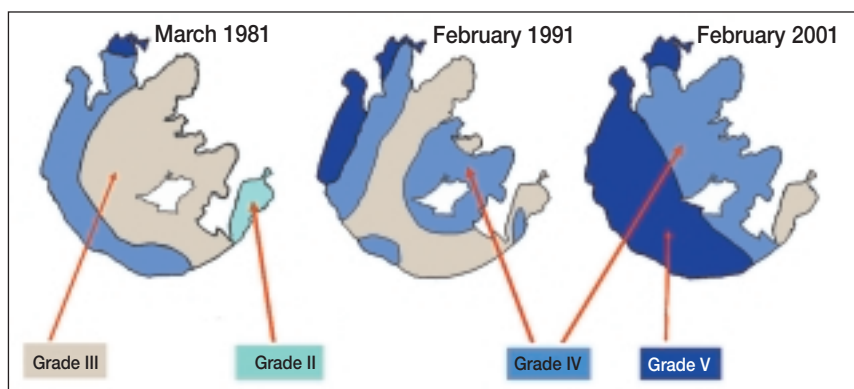 March 1981
February 1991
February 2001
Grade III
Grade II
Grade IV
Grade V